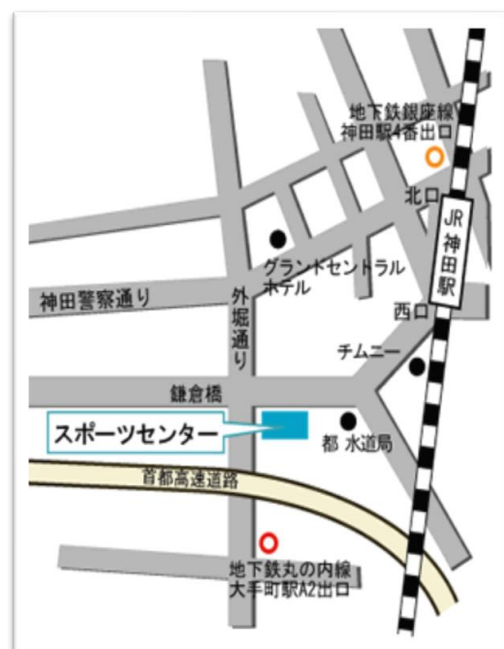 地下鉄銀座線
神田駅4番出口
北口
JR神田駅
グランドセントラル
ホテル
神田警察通り
外堀通り
西口
チムニー
鎌倉橋
スポーツセンター
都 水道局
首都高速道路
地下鉄丸の内線
大手町駅A2出口